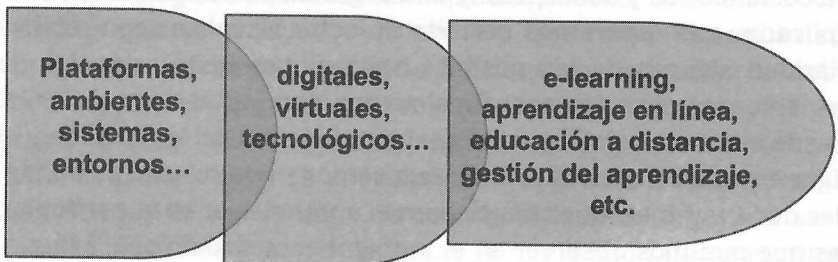 Plataformas,
ambientes,
sistemas,
entornos...
digitales,
virtuales,
tecnológicos...
e-learning,
aprendizaje en línea,
educación a distancia,
gestión del aprendizaje,
etc.